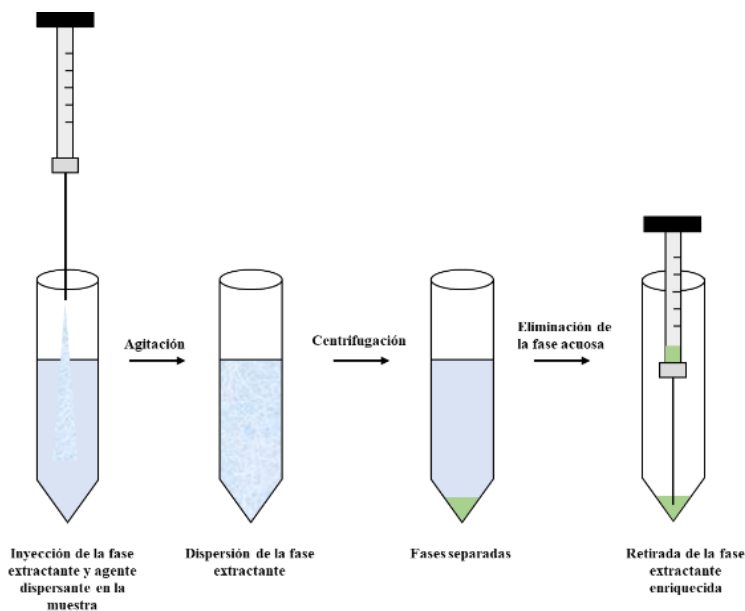 Agitación
Centrifugación
Eliminación de
la fase acuosa
Inyección de la fase
extractante y agente
dispersante en la
muestra
Dispersión de la fase
extractante
Fases separadas
Retirada de la fase
extractante
enriquecida